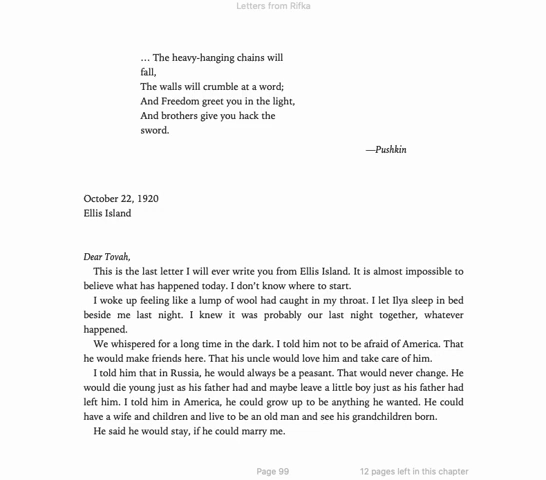 Letters from Rifka
… The heavy-hanging chains will
fall,
The walls will crumble at a word;
And Freedom greet you in the light,
And brothers give you hack the
sword.
—Pushkin
October 22, 1920
Ellis Island
Dear Tovah,
This is the last letter I will ever write you from Ellis Island. It is almost impossible to
believe what has happened today. I don't know where to start.
I woke up feeling like a lump of wool had caught in my throat. I let Ilya sleep in bed
beside me last night. I knew it was probably our last night together, whatever
happened.
We whispered for a long time in the dark. I told him not to be afraid of America. That
he would make friends here. That his uncle would love him and take care of him.
I told him that in Russia, he would always be a peasant. That would never change. He
would die young just as his father had and maybe leave a little boy just as his father had
left him. I told him in America, he could grow up to be anything he wanted. He could
have a wife and children and live to be an old man and see his grandchildren born.
He said he would stay, if he could marry me.
Page 99
12 pages left in this chapter